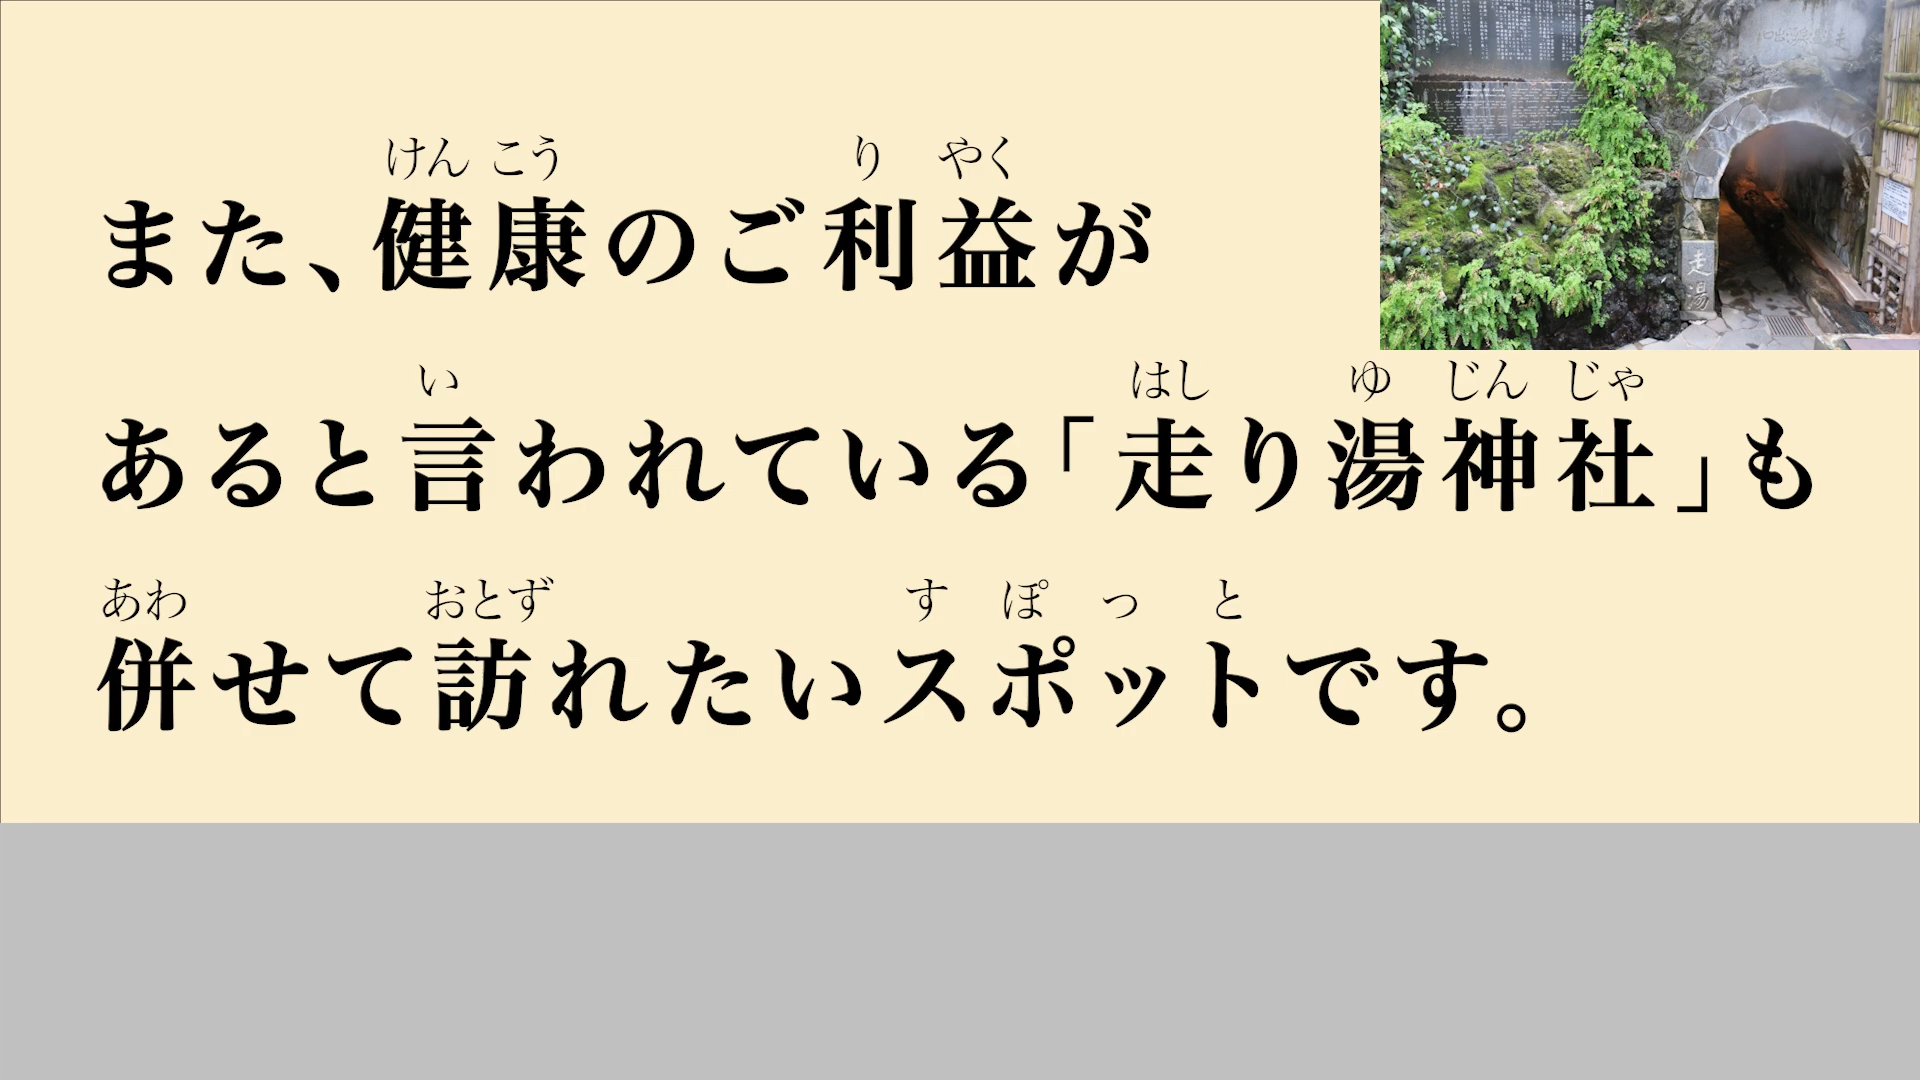 また、健康のご利益が
けん こう り やく
あると言われている「走り湯神社」も
い はし ゆ じん じゃ
併せて訪れたいスポットです。
あわ おとず す ぽ っ と
走湯